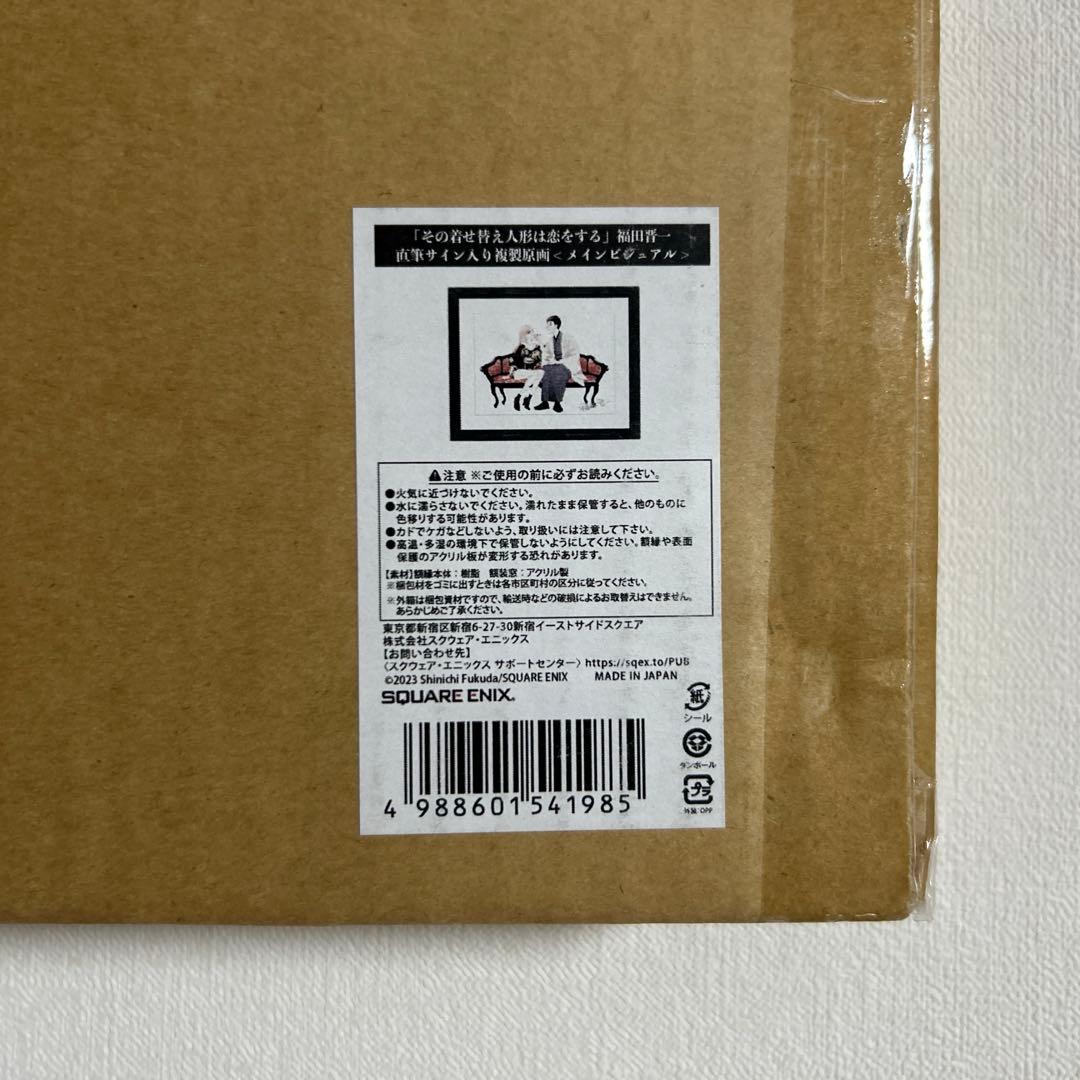 「その着せ替え人形は恋をする」福田晋一
直筆サイン入り複製原画<メインビジュアル>
⚠注意 ※ご使用の前に必ずお読みください。
●火気に近づけないでください。
●水に濡らさないでください。濡れたまま保管すると、他のものに
色移りする可能性があります。
●カドでケガなどしないよう、取り扱いには注意して下さい。
●高温・多湿の環境下で保管しないようにしてください。額縁や表面
保護のアクリル板が変形する恐れがあります。
【素材】額縁本体：樹脂 額装窓：アクリル製
※梱包材をゴミに出すときは各市区町村の区分に従ってください。
※外箱は梱包資材ですので、輸送時などの破損によるお取替えはできません。
あらかじめご了承ください。
東京都新宿区新宿6-27-30新宿イーストサイドスクエア
株式会社スクウェア・エニックス
【お問い合わせ先】
〈スクウェア・エニックス サポートセンター〉https://sqex.to/PUB
©2023 Shinichi Fukuda/SQUARE ENIX MADE IN JAPAN
SQUARE ENIX.
紙
シール
ダンボール
プラ
外装:OPP
4 988601 541985